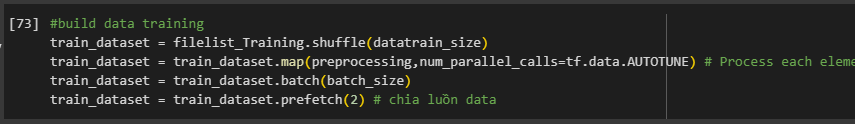 [73] #build data training
train_dataset = filelist_Training.shuffle(datatrain_size)
train_dataset = train_dataset.map(preprocessing,num_parallel_calls=tf.data.AUTOTUNE) # Process each eleme
train_dataset = train_dataset.batch(batch_size)
train_dataset = train_dataset.prefetch(2) # chia luồn data